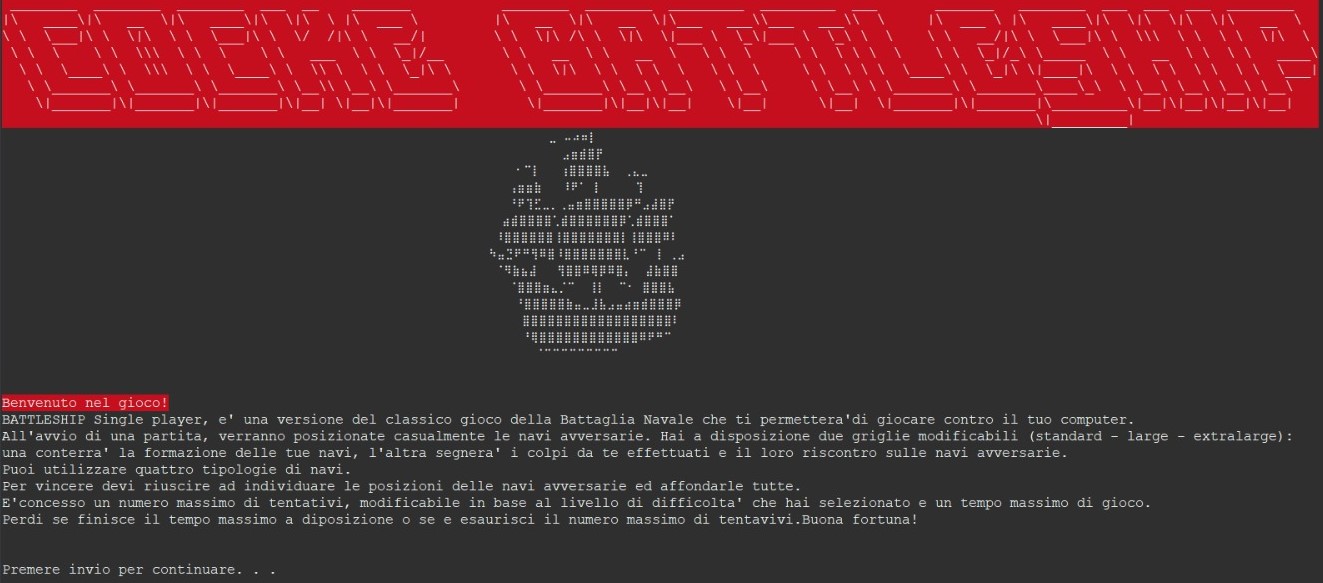 COCKE BATTLESHIP
Benvenuto nel gioco!
BATTLESHIP Single player, e' una versione del classico gioco della Battaglia Navale che ti permettera'di giocare contro il tuo computer.
All'avvio di una partita, verranno posizionate casualmente le navi avversarie. Hai a disposizione due griglie modificabili (standard - large - extralarge):
una conterra' la formazione delle tue navi, l'altra segnera' i colpi da te effettuati e il loro riscontro sulle navi avversarie.
Puoi utilizzare quattro tipologie di navi.
Per vincere devi riuscire ad individuare le posizioni delle navi avversarie ed affondarle tutte.
E'concesso un numero massimo di tentativi, modificabile in base al livello di difficolta' che hai selezionato e un tempo massimo di gioco.
Perdi se finisce il tempo massimo a diposizione o se e esaurisci il numero massimo di tentavivi.Buona fortuna!
Premere invio per continuare. . .